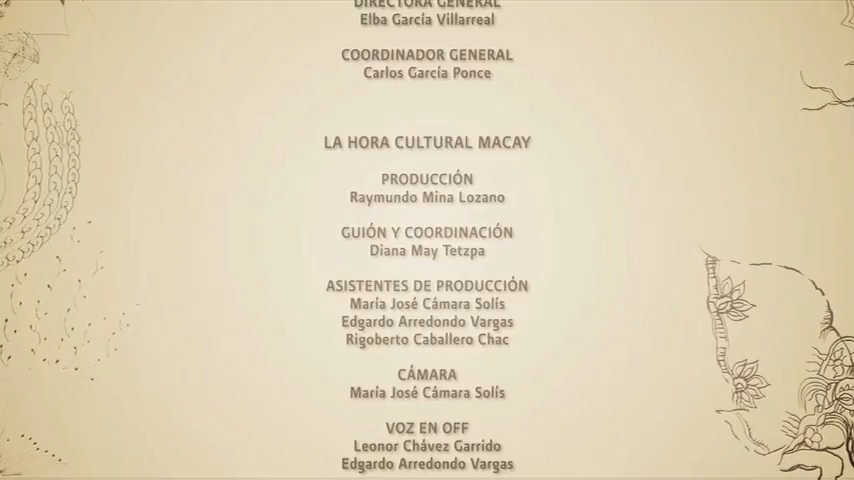 DIRECTORA GENERAL
Elba García Villarreal
COORDINADOR GENERAL
Carlos García Ponce
LA HORA CULTURAL MACAY
PRODUCCIÓN
Raymundo Mina Lozano
GUIÓN Y COORDINACIÓN
Diana May Tetzpa
ASISTENTES DE PRODUCCIÓN
María José Cámara Solís
Edgardo Arredondo Vargas
Rigoberto Caballero Chac
CÁMARA
María José Cámara Solís
VOZ EN OFF
Leonor Chávez Garrido
Edgardo Arredondo Vargas